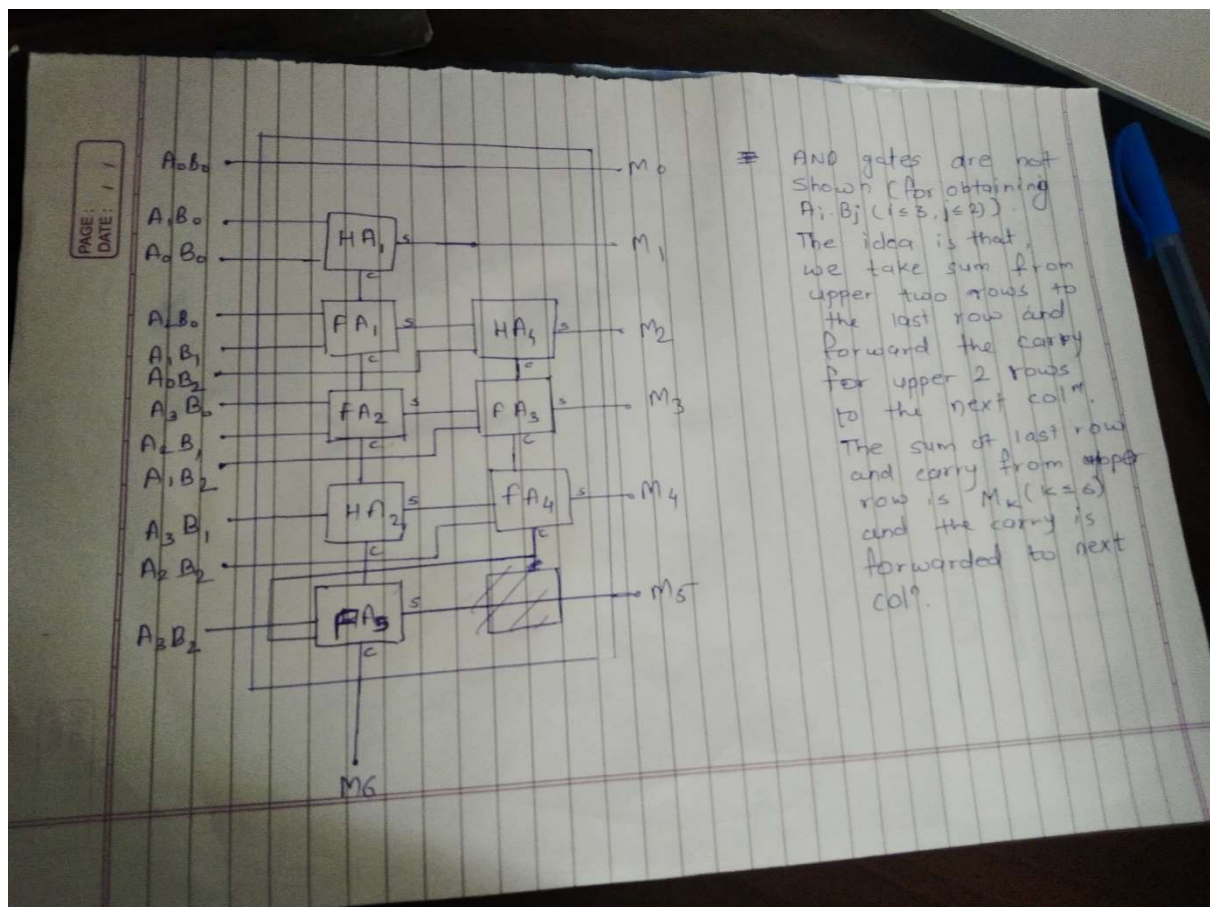 PAGE:
DATE: / /
A₀B₀
M₀
A₁B₀
HA₁
S
M₁
A₀B₀
C
A₂B₀
FA₁
S
HA₄
S
M₂
A₁B₁
C
C
A₀B₂
A₃B₀
FA₂
S
FA₃
S
M₃
A₂B₁
C
C
A₁B₂
HA₂
S
FA₄
S
M₄
A₃B₁
C
C
A₂B₂
FA₅
S
M₅
A₃B₂
C
M6
AND gates are not
shown (for obtaining
Ai.Bj (i≤3, j≤2)).
The idea is that,
we take sum from
upper two rows to
the last row and
forward the carry
for upper 2 rows
to the next colⁿ.
The sum of last row
and carry from upper
row is Mk (k≤5)
and the carry is
forwarded to next
colⁿ.